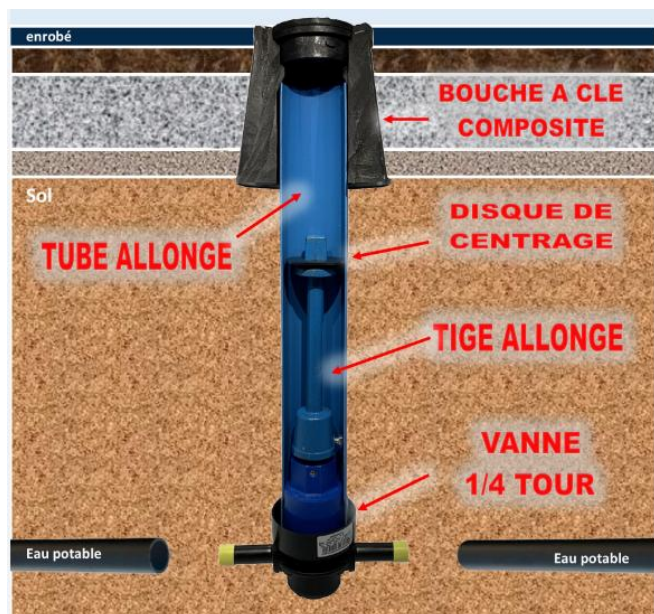 enrobé
BOUCHE A CLE
COMPOSITE
Sol
DISQUE DE
CENTRAGE
TUBE ALLONGE
TIGE ALLONGE
VANNE
1/4 TOUR
Eau potable
Eau potable